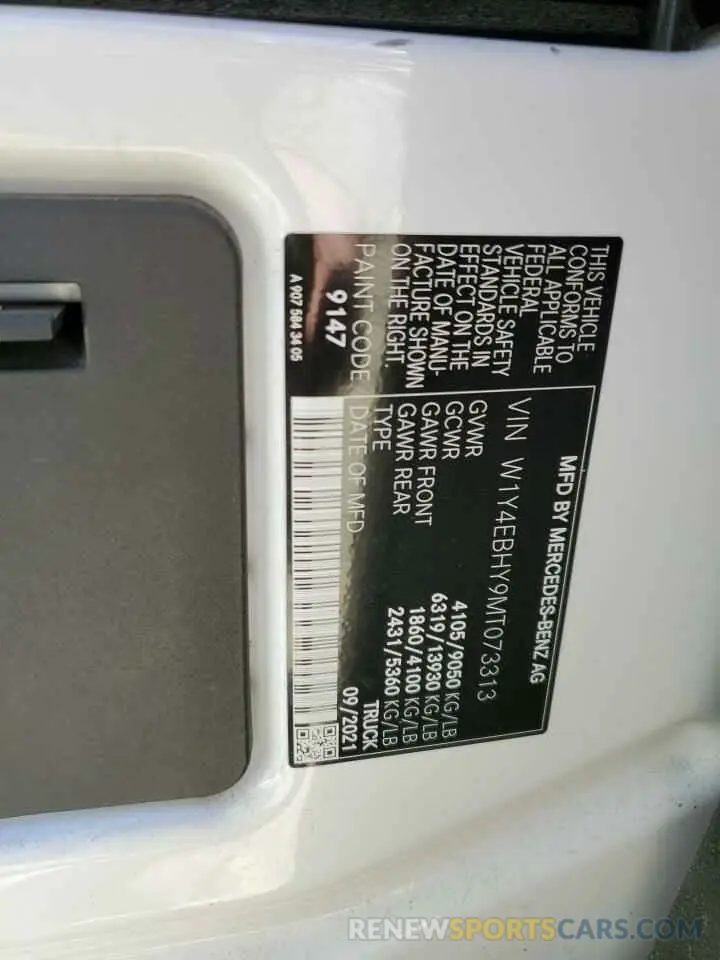 MFD BY MERCEDES-BENZ AG
VIN W1Y4EBHY9MT073313
THIS VEHICLE
CONFORMS TO
ALL APPLICABLE
FEDERAL
VEHICLE SAFETY
STANDARDS IN
EFFECT ON THE
DATE OF MANU-
FACTURE SHOWN
ON THE RIGHT.
PAINT CODE
9147
GVWR 4105/9050 KG/LB
GCWR 6319/13930 KG/LB
GAWR FRONT 1860/4100 KG/LB
GAWR REAR 2431/5360 KG/LB
TYPE TRUCK
DATE OF MFD 09/2021
A 907 584 34 05
RENEWSPORTSCARS.COM